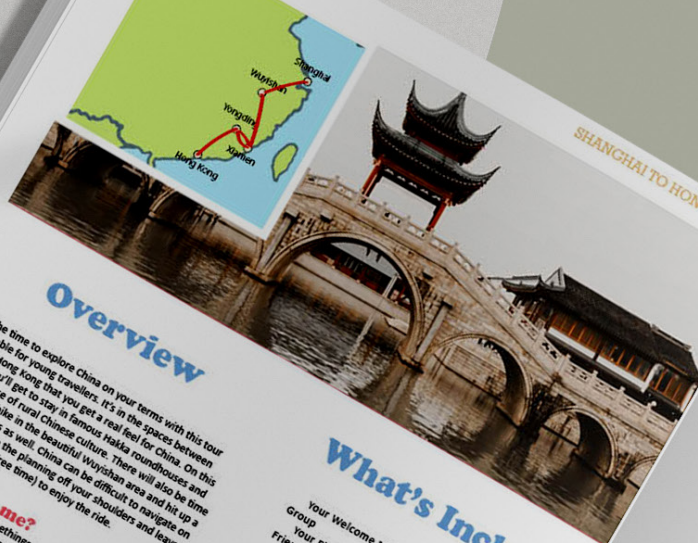 SHANGHAI TO HON
Shanghai
Wuyishan
Yongding
Xiamen
Hong Kong
Overview
he time to explore China on your terms with this tour
ble for young travellers. It's in the spaces between
Hong Kong that you get a real feel for China. On this
u'll get to stay in famous Hakka roundhouses and
e of rural Chinese culture. There will also be time
ike in the beautiful Wuyishan area and hit up a
s as well. China can be difficult to navigate on
the planning off your shoulders and leav
ree time) to enjoy the ride.
me?
What's Incl
Your Welcome
Group